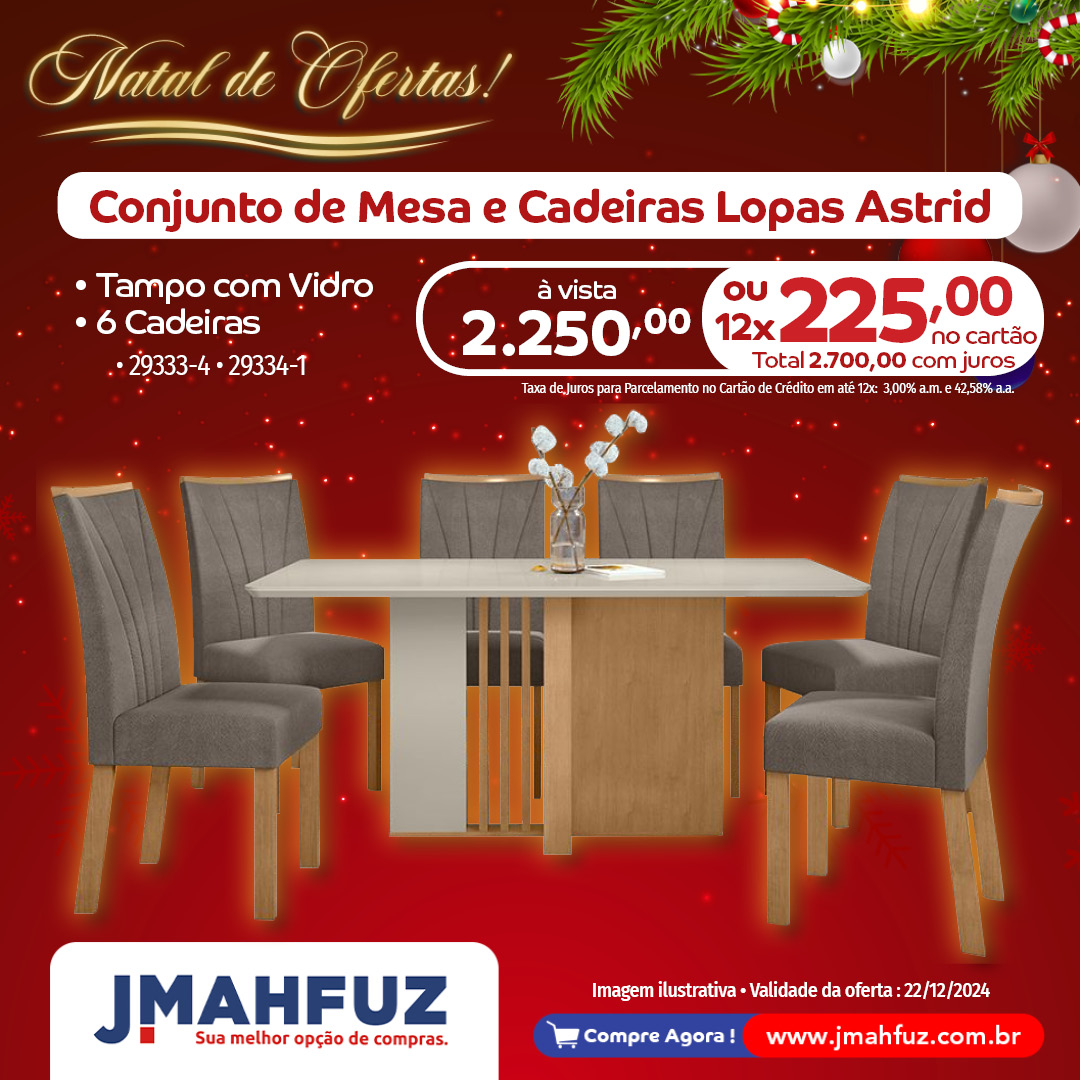 Natal de Ofertas!
Conjunto de Mesa e Cadeiras Lopas Astrid
• Tampo com Vidro
• 6 Cadeiras
• 29333-4 • 29334-1
à vista
2.250,00
ou
12x 225,00
no cartão
Total 2.700,00 com juros
Taxa de Juros para Parcelamento no Cartão de Crédito em até 12x: 3,00% a.m. e 42,58% a.a.
JMAHFUZ
Sua melhor opção de compras.
Imagem ilustrativa • Validade da oferta : 22/12/2024
Compre Agora !
www.jmahfuz.com.br